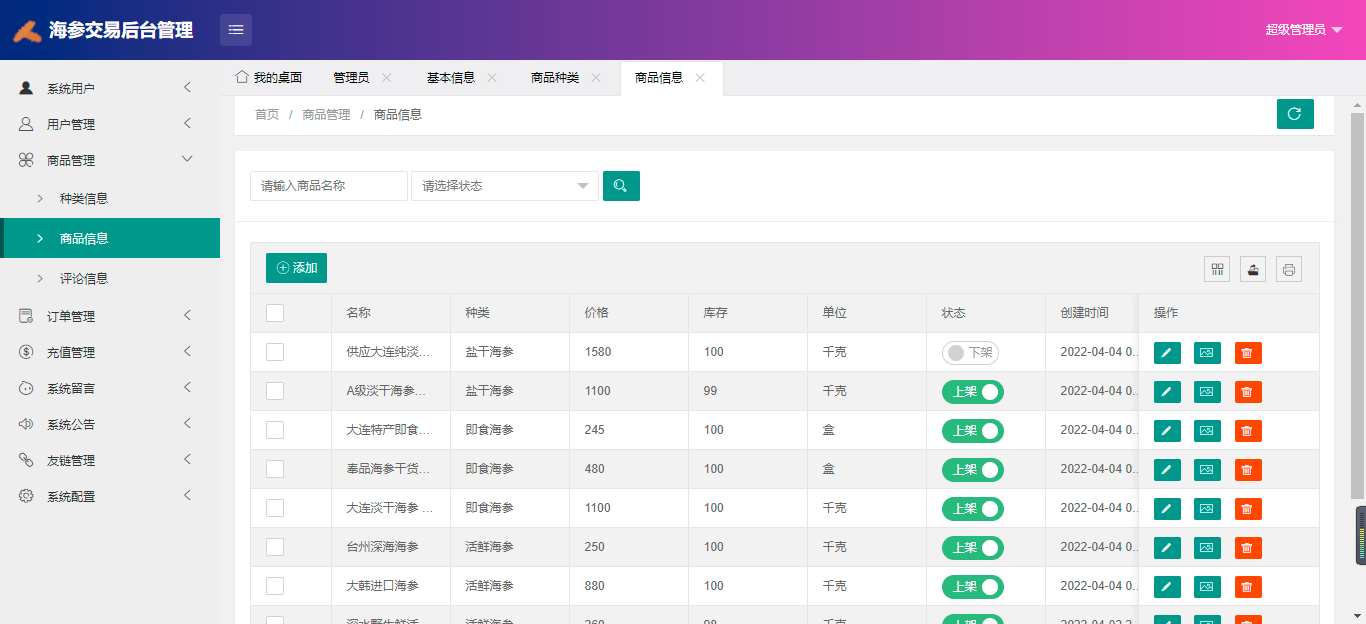 海参交易后台管理
超级管理员
系统用户
用户管理
商品管理
种类信息
商品信息
评论信息
订单管理
充值管理
系统留言
系统公告
友链管理
系统配置
我的桌面 管理员 基本信息 商品种类 商品信息
首页 / 商品管理 / 商品信息
请输入商品名称 请选择状态
添加
名称 种类 价格 库存 单位 状态 创建时间 操作
供应大连纯淡... 盐干海参 1580 100 千克 下架 2022-04-04 0...
A级淡干海参... 盐干海参 1100 99 千克 上架 2022-04-04 0...
大连特产即食... 即食海参 245 100 盒 上架 2022-04-04 0...
奉品海参干货... 即食海参 480 100 盒 上架 2022-04-04 0...
大连淡干海参 ... 即食海参 1100 100 千克 上架 2022-04-04 0...
台州深海海参 活鲜海参 250 100 千克 上架 2022-04-04 0...
大韩进口海参 活鲜海参 880 100 千克 上架 2022-04-04 0...